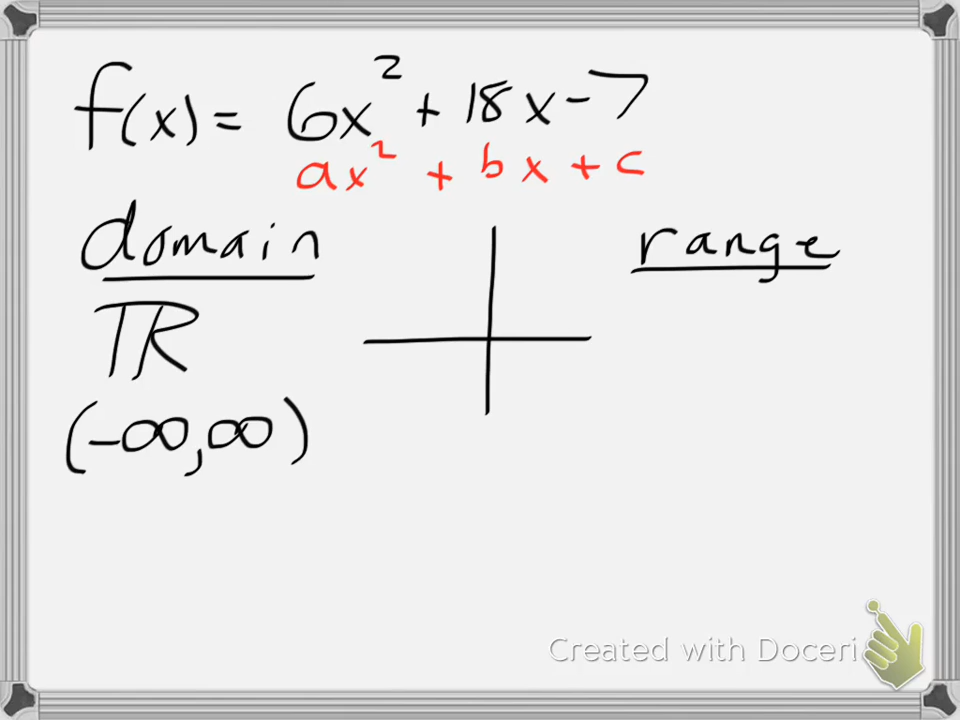 f(x) = 6x² + 18x - 7
ax² + bx + c
domain
range
ℝ
(-∞, ∞)
Created with Doceri